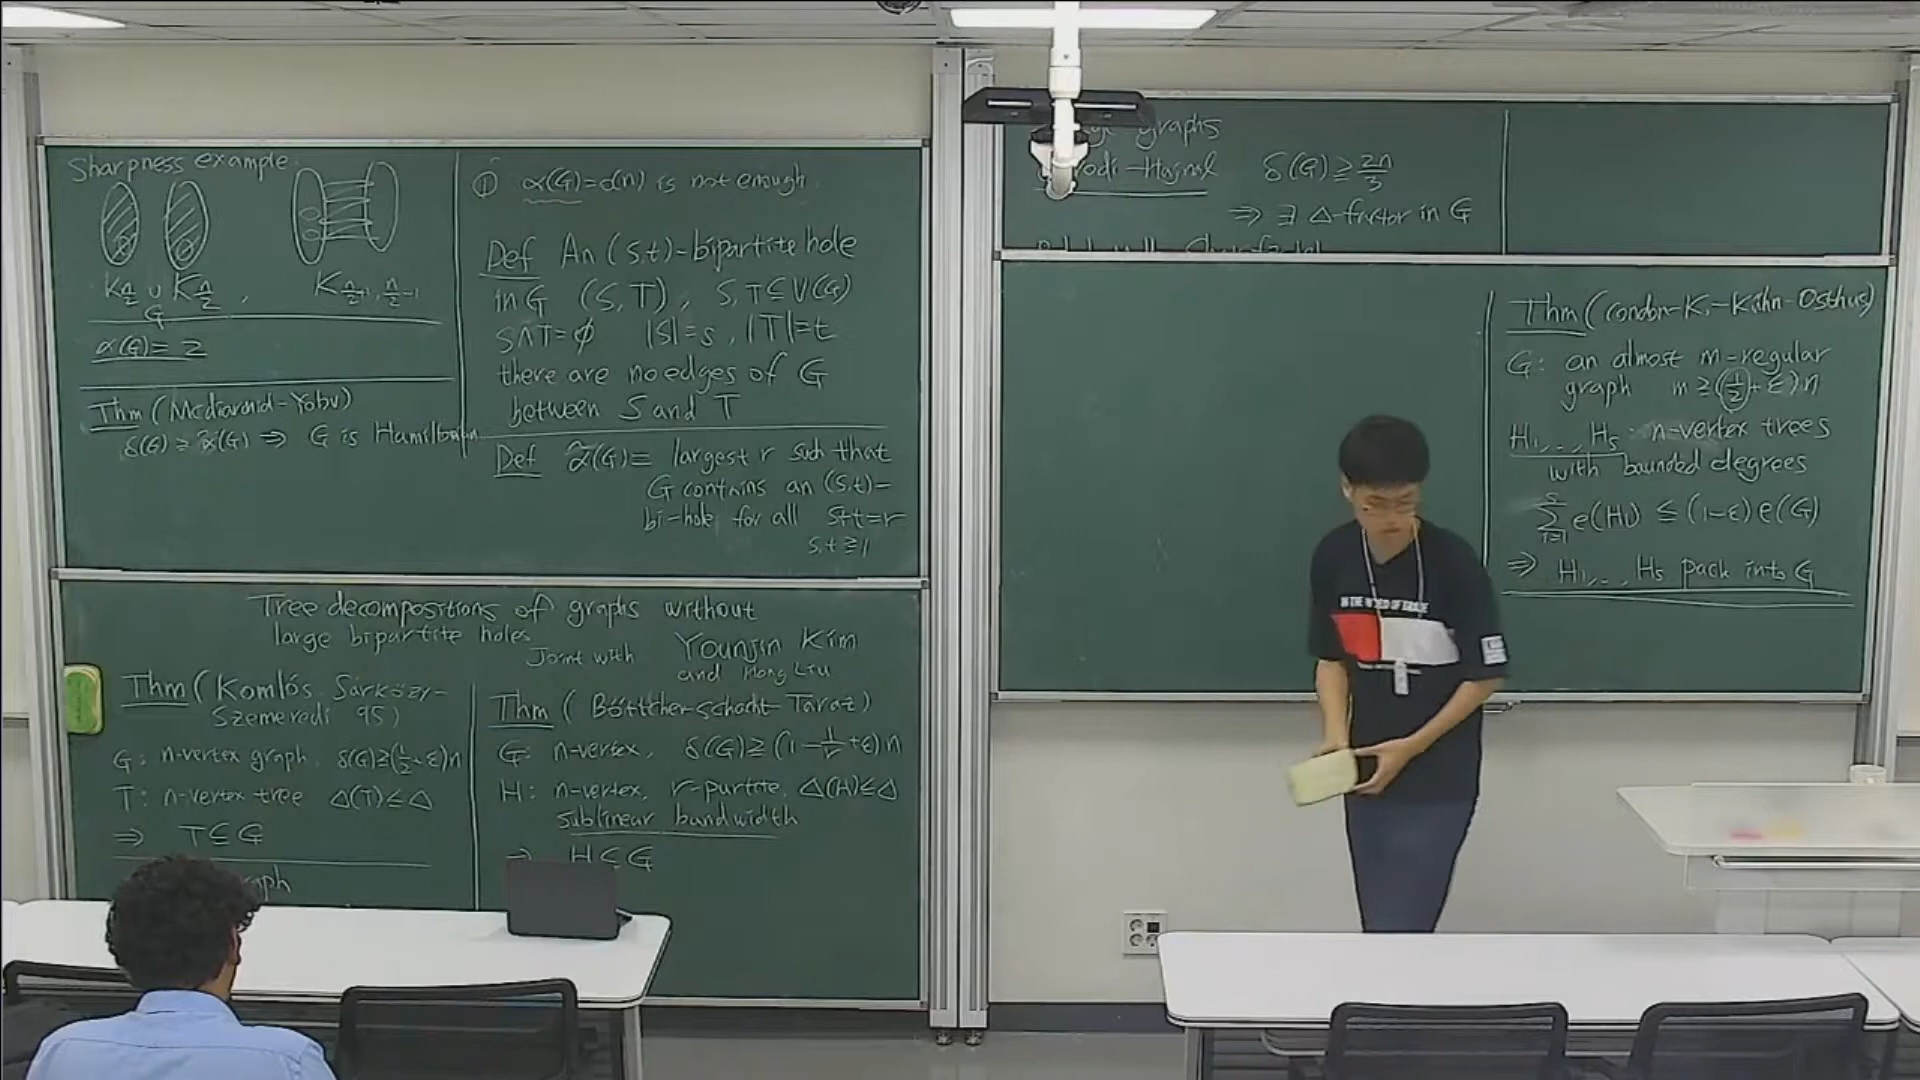 Sharpness example.
K n/2 ∪ K n/2 , K n/2+1, n/2-1
G
α(G) = 2
Thm (McDiarmid-Yolov)
δ(G) ≥ α̃(G) ⇒ G is Hamiltonian
① α(G)=o(n) is not enough.
Def An (s,t)-bipartite hole
in G (S,T), S,T⊆V(G)
S∩T=∅ |S|=s, |T|=t
there are no edges of G
between S and T
Def α̃(G) = largest r such that
G contains an (s,t)-
bi-hole for all s+t=r
s,t≥1
Tree decompositions of graphs without
large bipartite holes
Joint with Younjin Kim
and Hong Liu
Thm (Komlós Sárközy-
Szemerédi 95)
G: n-vertex graph, δ(G)≥(1/2+ε)n
T: n-vertex tree Δ(T)≤Δ
⇒ T⊆G
Thm (Böttcher-Schacht-Taraz)
G: n-vertex, δ(G)≥(1-1/r+ε)n
H: n-vertex, r-partite, Δ(H)≤Δ
sublinear bandwidth
⇒ H⊆G
graphs
-Hajnal δ(G)≥2n/3
⇒ ∃ Δ-factor in G
Thm (Condon-K.-Kühn-Osthus)
G: an almost m-regular
graph m≥(1/2+ε)n
H1,..,Hs: n-vertex trees
with bounded degrees
s∑i=1 e(Hi) ≤ (1-ε)e(G)
⇒ H1,..,Hs pack into G